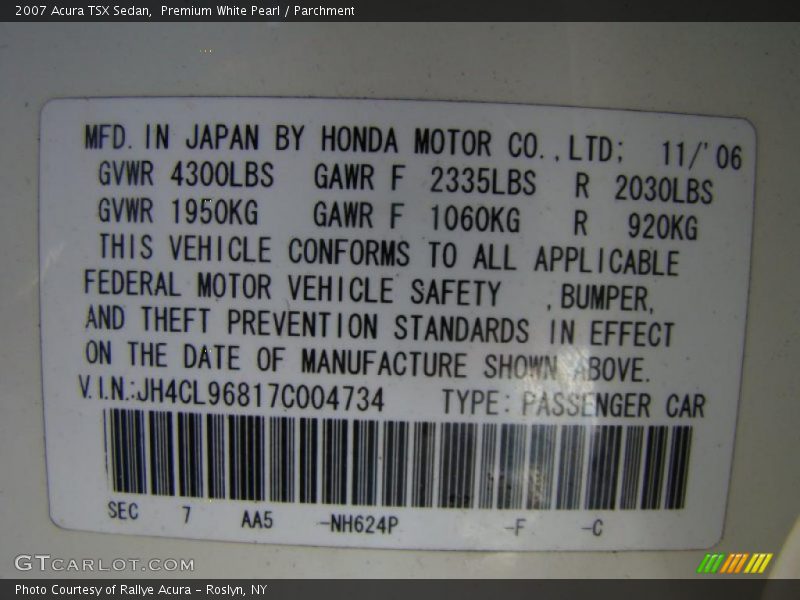 2007 Acura TSX Sedan,  Premium White Pearl / Parchment
MFD. IN JAPAN BY HONDA MOTOR CO.,LTD; 11/'06
GVWR 4300LBS GAWR F 2335LBS R 2030LBS
GVWR 1950KG GAWR F 1060KG R 920KG
THIS VEHICLE CONFORMS TO ALL APPLICABLE
FEDERAL MOTOR VEHICLE SAFETY ,BUMPER,
AND THEFT PREVENTION STANDARDS IN EFFECT
ON THE DATE OF MANUFACTURE SHOWN ABOVE.
V.I.N.:JH4CL96817C004734 TYPE: PASSENGER CAR
SEC 7 AA5 -NH624P -F -C
GTCARLOT.COM
Photo Courtesy of Rallye Acura – Roslyn, NY